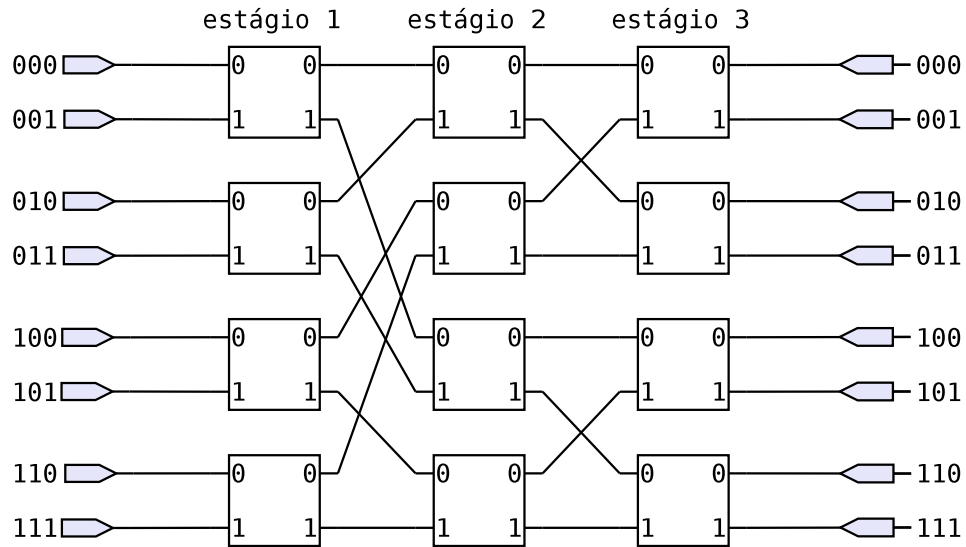 estágio 1 estágio 2 estágio 3
000 0 0 0 0 0 0 000
001 1 1 1 1 1 1 001
010 0 0 0 0 0 0 010
011 1 1 1 1 1 1 011
100 0 0 0 0 0 0 100
101 1 1 1 1 1 1 101
110 0 0 0 0 0 0 110
111 1 1 1 1 1 1 111